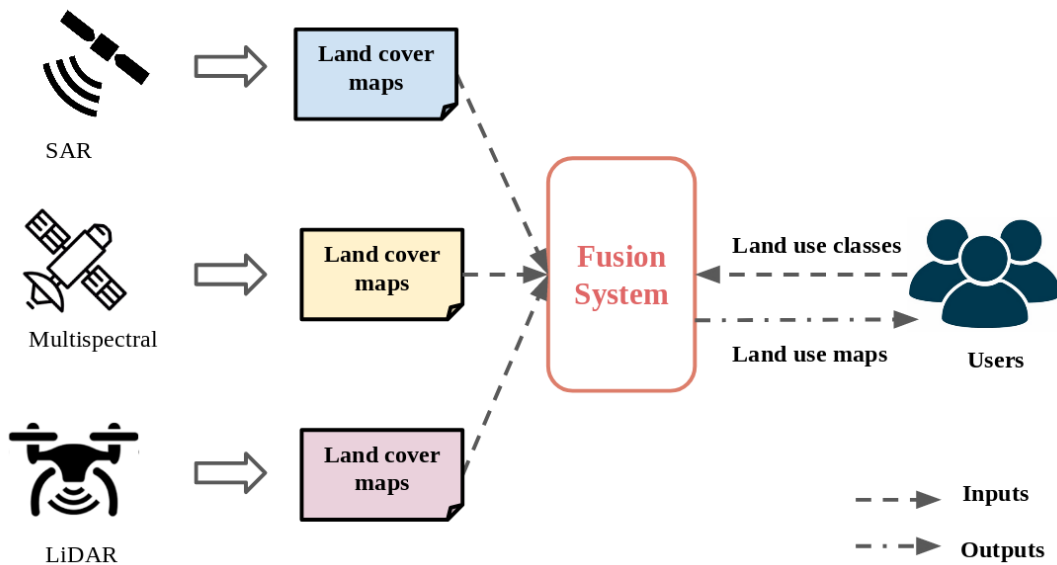 Land cover
maps
SAR
Land cover
maps
Multispectral
Land cover
maps
LiDAR
Fusion
System
Land use classes
Land use maps
Users
Inputs
Outputs